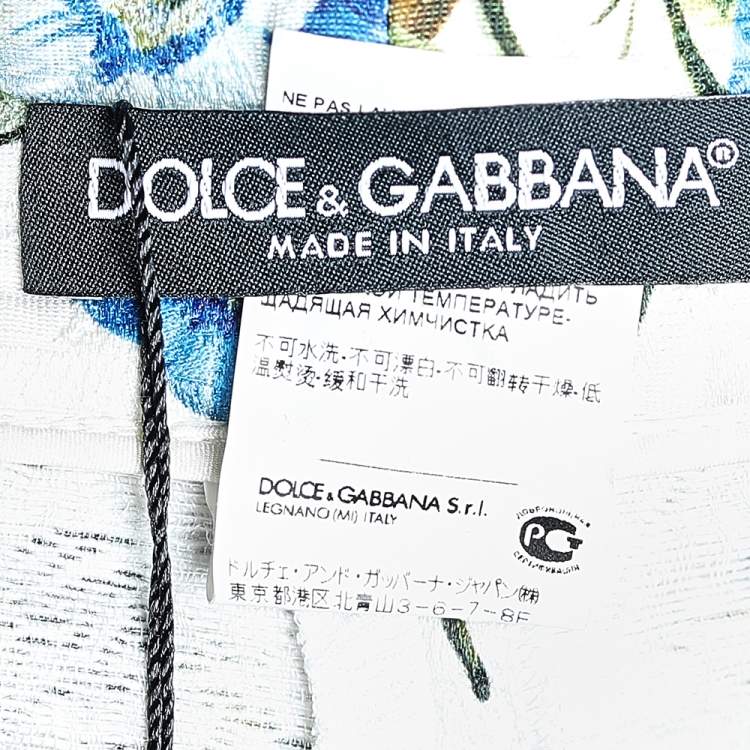 NE PAS
DOLCE & GABBANA®
MADE IN ITALY
ТЕМПЕРАТУРЕ-
ЩАДЯЩАЯ ХИМЧИСТКА
不可水洗·不可漂白·不可翻转干燥·低
温熨烫·缓和干洗
DOLCE & GABBANA S.r.l.
LEGNANO (MI) ITALY
РСТ
ドルチェ・アンド・ガッバーナ・ジャパン㈱
東京都港区北青山3-6-7-8F